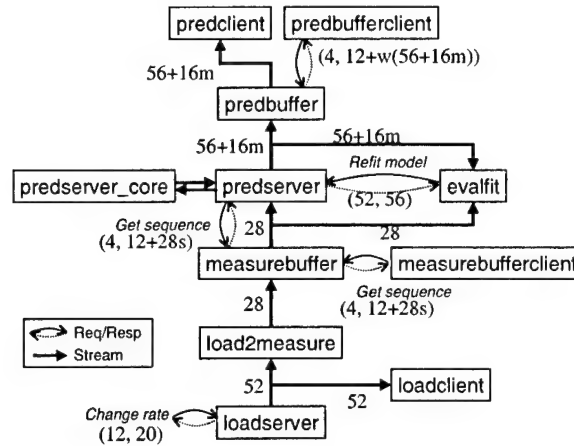 predclient
predbufferclient
56+16m
(4, 12+w(56+16m))
predbuffer
56+16m
56+16m
Refit model
predserver_core
predserver
evalfit
(52, 56)
Get sequence
(4, 12+28s)
28
28
measurebuffer
measurebufferclient
Get sequence
(4, 12+28s)
28
Req/Resp
Stream
load2measure
52
52
loadclient
Change rate
(12, 20)
loadserver